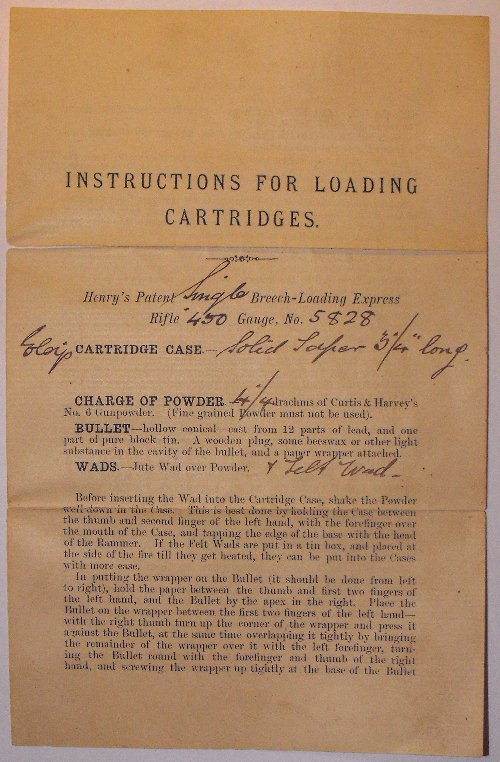 INSTRUCTIONS FOR LOADING
CARTRIDGES.
Henry's Patent Single Breech-Loading Express
Rifle 450 Gauge, No. 5828
Eloip CARTRIDGE CASE.—Solid Taper 3 1/4" long.
CHARGE OF POWDER. 4 1/4 drachms of Curtis & Harvey's
No. 6 Gunpowder. (Fine grained Powder must not be used).
BULLET—hollow conical—cast from 12 parts of lead, and one
part of pure block tin. A wooden plug, some beeswax or other light
substance in the cavity of the bullet, and a paper wrapper attached.
WADS.—Jute Wad over Powder. & Felt Wad—
Before inserting the Wad into the Cartridge Case, shake the Powder
well down in the Case. This is best done by holding the Case between
the thumb and second finger of the left hand, with the forefinger over
the mouth of the Case, and tapping the edge of the base with the head
of the Rammer. If the Felt Wads are put in a tin box, and placed at
the side of the fire till they get heated, they can be put into the Cases
with more ease.
In putting the wrapper on the Bullet (it should be done from left
to right), hold the paper between the thumb and first two fingers of
the left hand, and the Bullet by the apex in the right. Place the
Bullet on the wrapper between the first two fingers of the left hand—
with the right thumb turn up the corner of the wrapper and press it
against the Bullet, at the same time overlapping it tightly by bringing
the remainder of the wrapper over it with the left forefinger, turn-
ing the Bullet round with the forefinger and thumb of the right
hand, and screwing the wrapper up tightly at the base of the Bullet